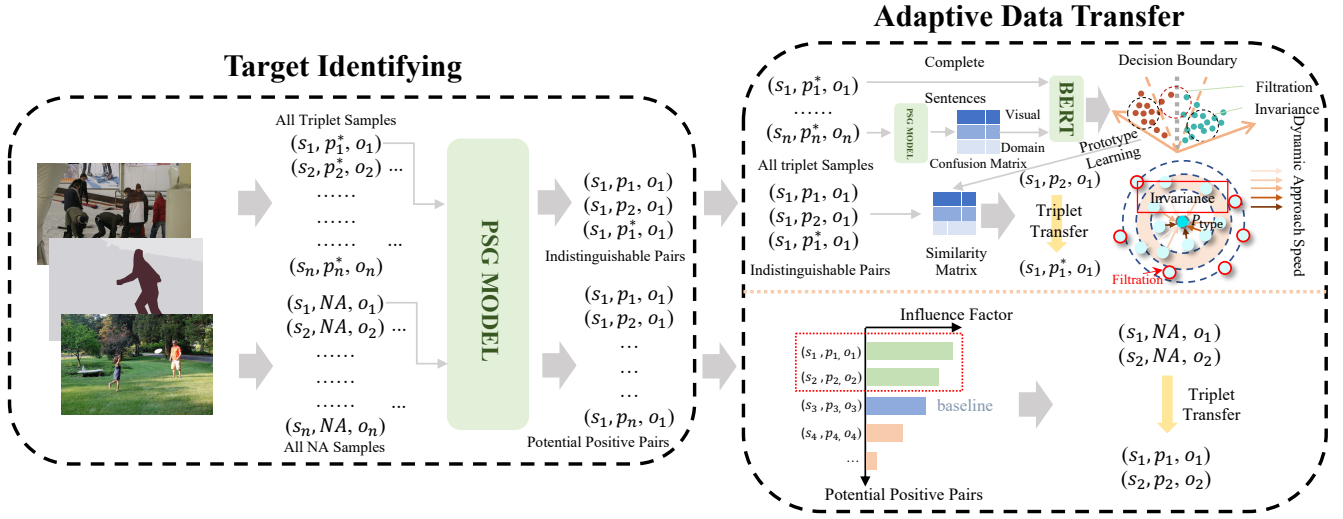 Target Identifying
All Triplet Samples
(s₁, p₁*, o₁)
(s₂, p₂*, o₂) ...
......
......
...... ...
(sₙ, pₙ*, oₙ)
(s₁, NA, o₁)
(s₂, NA, o₂) ...
......
......
...... ...
(sₙ, NA, oₙ)
All NA Samples
PSG MODEL
(s₁, p₁, o₁)
(s₁, p₂, o₁)
(s₁, p₁*, o₁)
Indistinguishable Pairs
(s₁, p₁, o₁)
(s₁, p₂, o₁)
...
...
...
(s₁, pₙ, o₁)
Potential Positive Pairs
Adaptive Data Transfer
(s₁, p₁*, o₁)
......
(sₙ, pₙ*, oₙ)
All triplet Samples
Complete
Sentences
PSG MODEL
Visual
Domain
Confusion Matrix
BERT
Decision Boundary
Filtration
Invariance
Prototype
Learning
(s₁, p₁, o₁)
(s₁, p₂, o₁)
(s₁, p₁*, o₁)
Indistinguishable Pairs
Similarity
Matrix
(s₁, p₂, o₁)
Triplet
Transfer
(s₁, p₁*, o₁)
Invariance
Pₜᵧₚₑ
Filtration
Dynamic Approach Speed
Influence Factor
(s₁, p₁, o₁)
(s₂, p₂, o₂)
(s₃, p₃, o₃)
baseline
(s₄, p₄, o₄)
...
Potential Positive Pairs
(s₁, NA, o₁)
(s₂, NA, o₂)
Triplet
Transfer
(s₁, p₁, o₁)
(s₂, p₂, o₂)